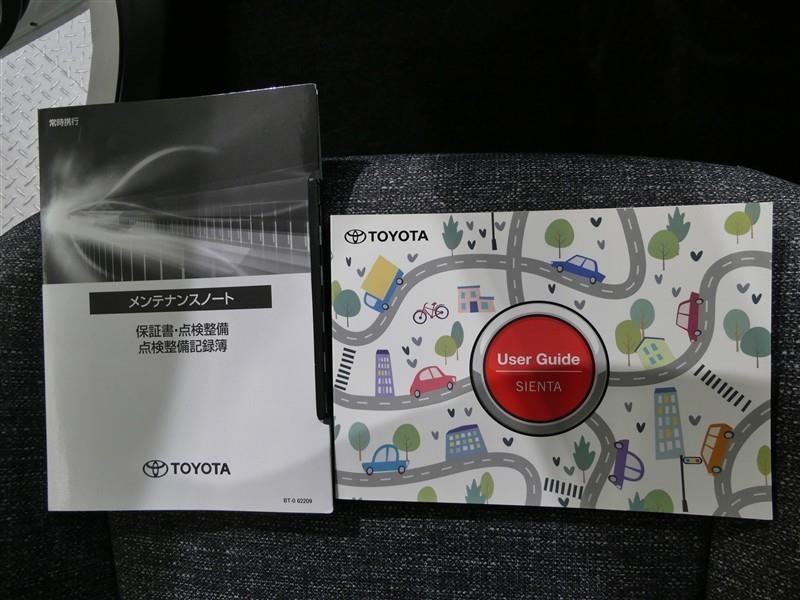 常時携行
メンテナンスノート
保証書・点検整備
点検整備記録簿
TOYOTA
BT-0 62209
TOYOTA
User Guide
SIENTA